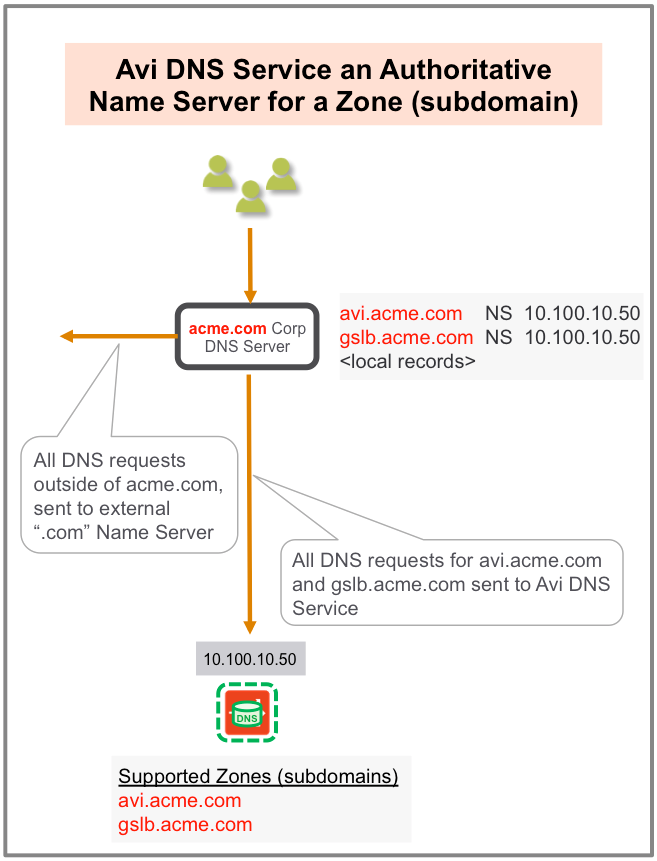 Avi DNS Service an Authoritative
Name Server for a Zone (subdomain)
acme.com Corp
DNS Server
avi.acme.com NS 10.100.10.50
gslb.acme.com NS 10.100.10.50
<local records>
All DNS requests
outside of acme.com,
sent to external
“.com” Name Server
All DNS requests for avi.acme.com
and gslb.acme.com sent to Avi DNS
Service
10.100.10.50
DNS
Supported Zones (subdomains)
avi.acme.com
gslb.acme.com